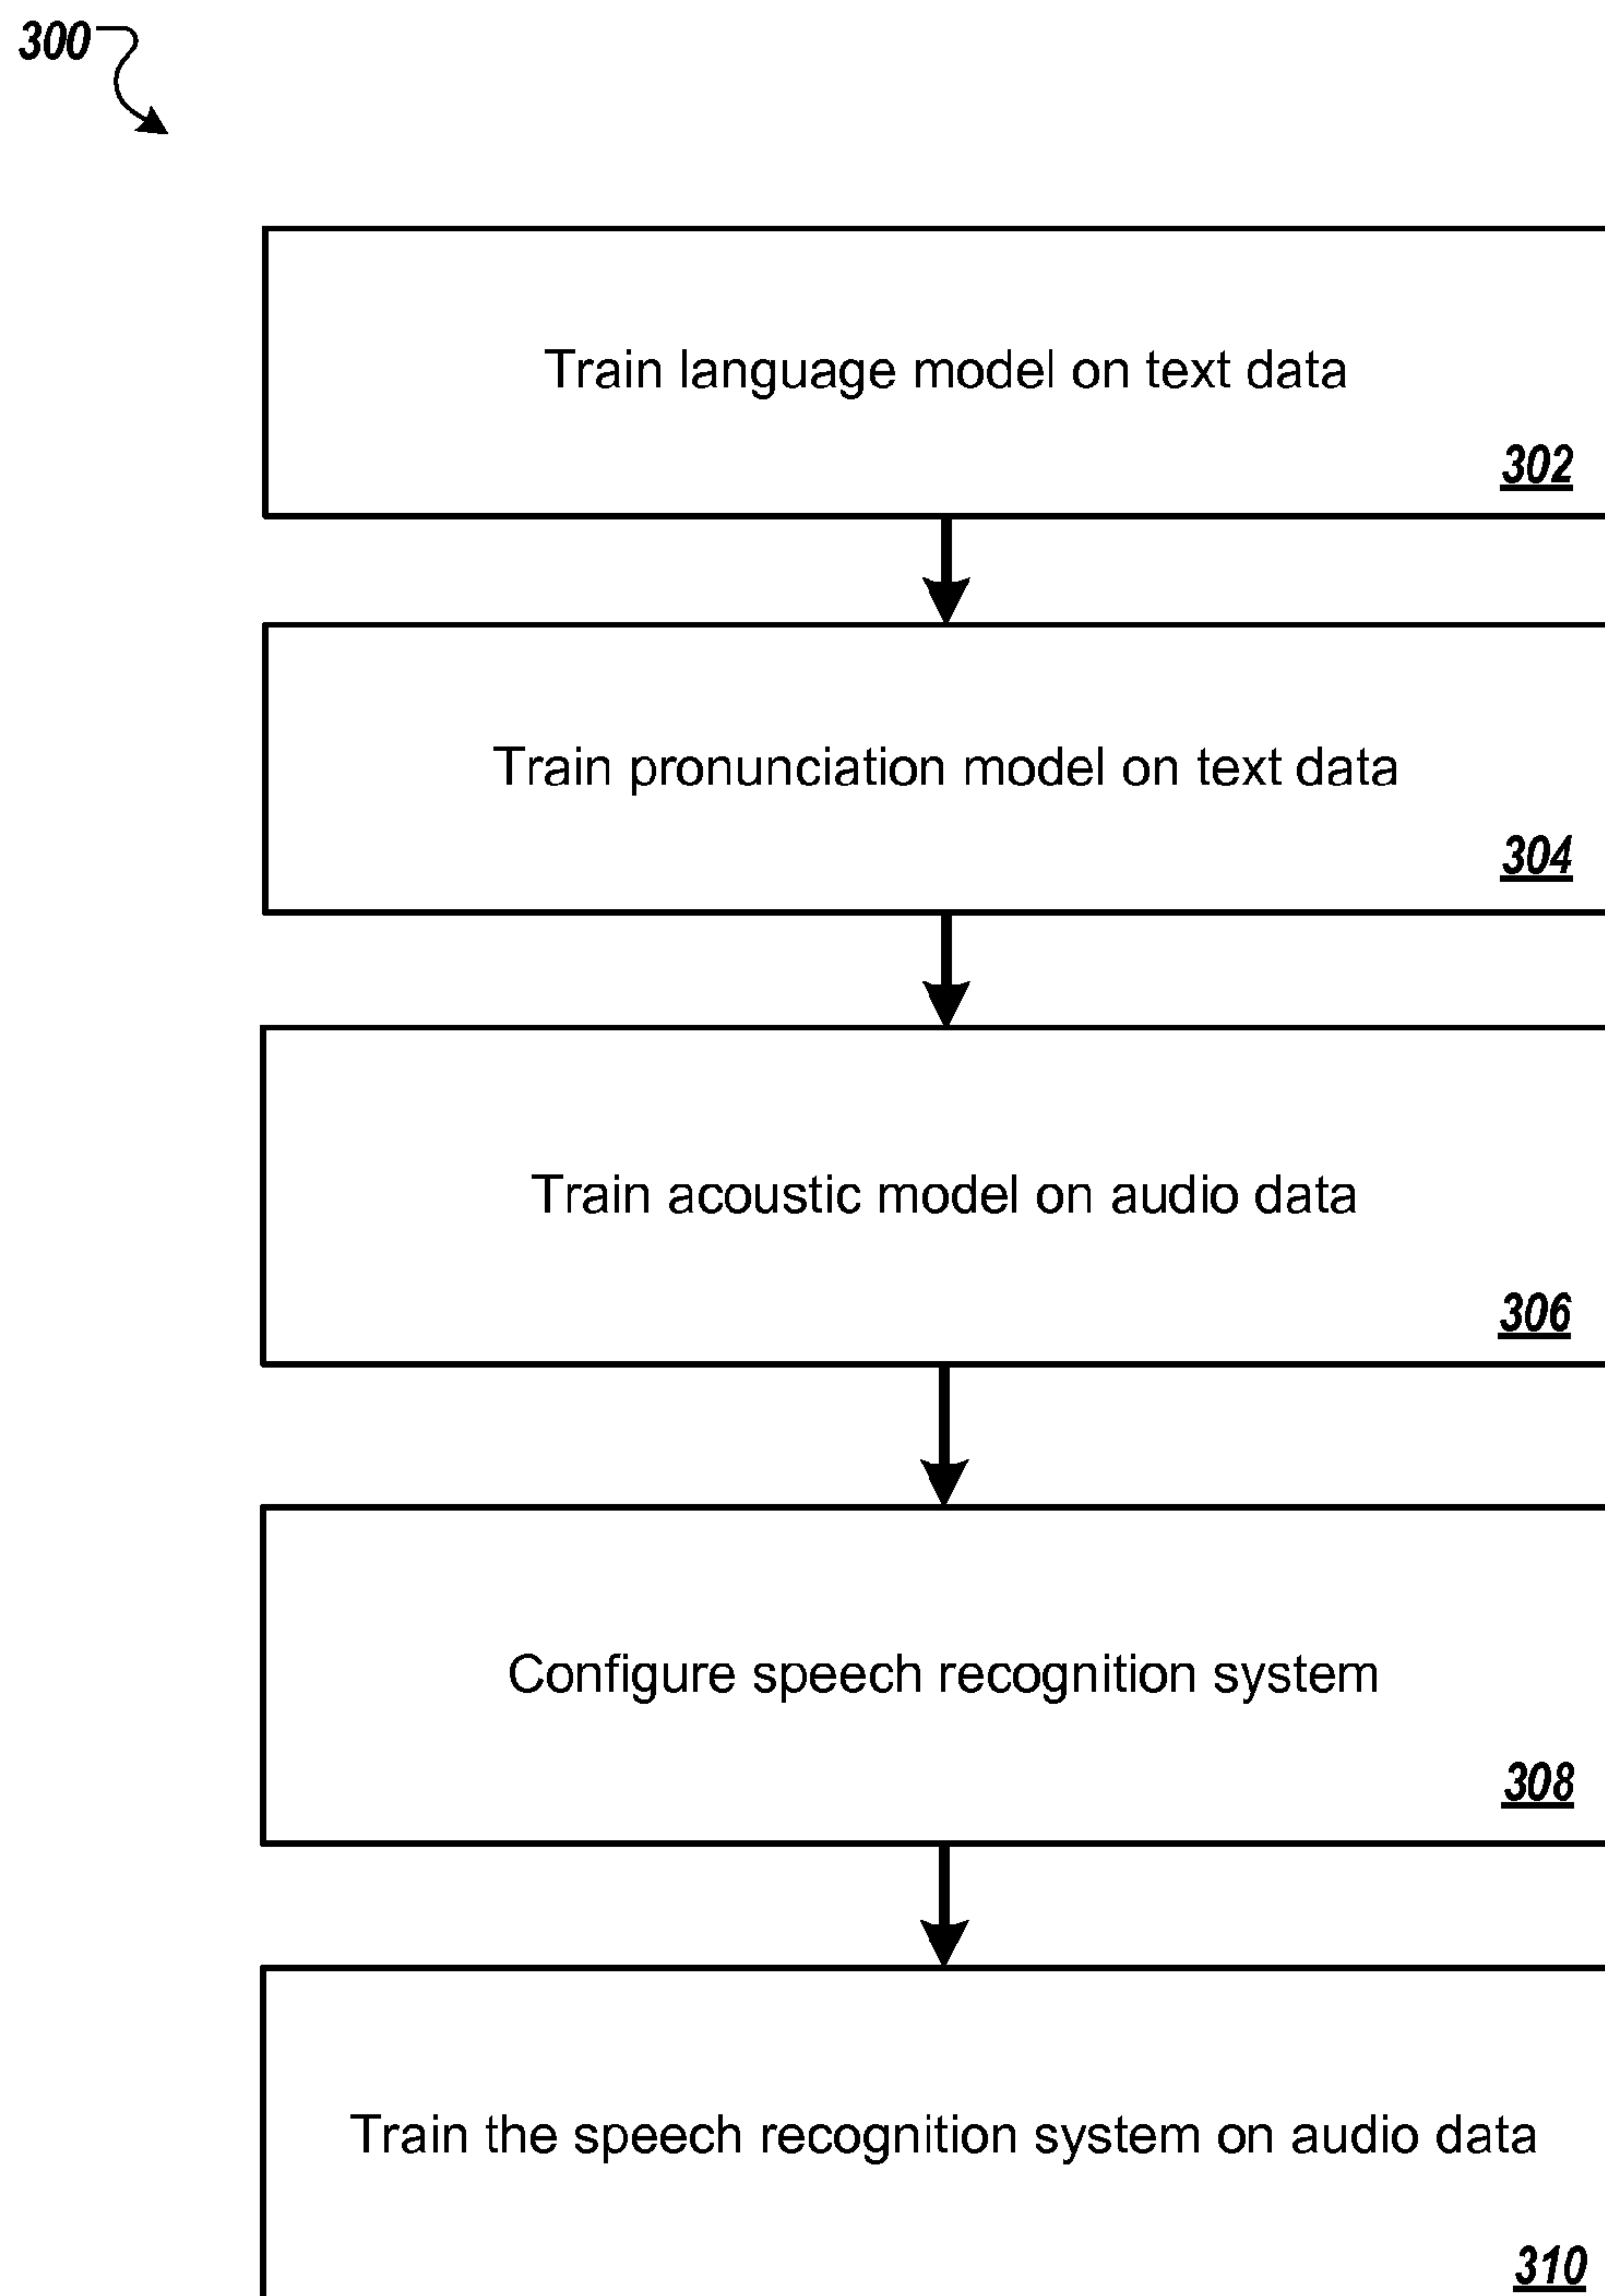 300
Train language model on text data
302
Train pronunciation model on text data
304
Train acoustic model on audio data
306
Configure speech recognition system
308
Train the speech recognition system on audio data
310